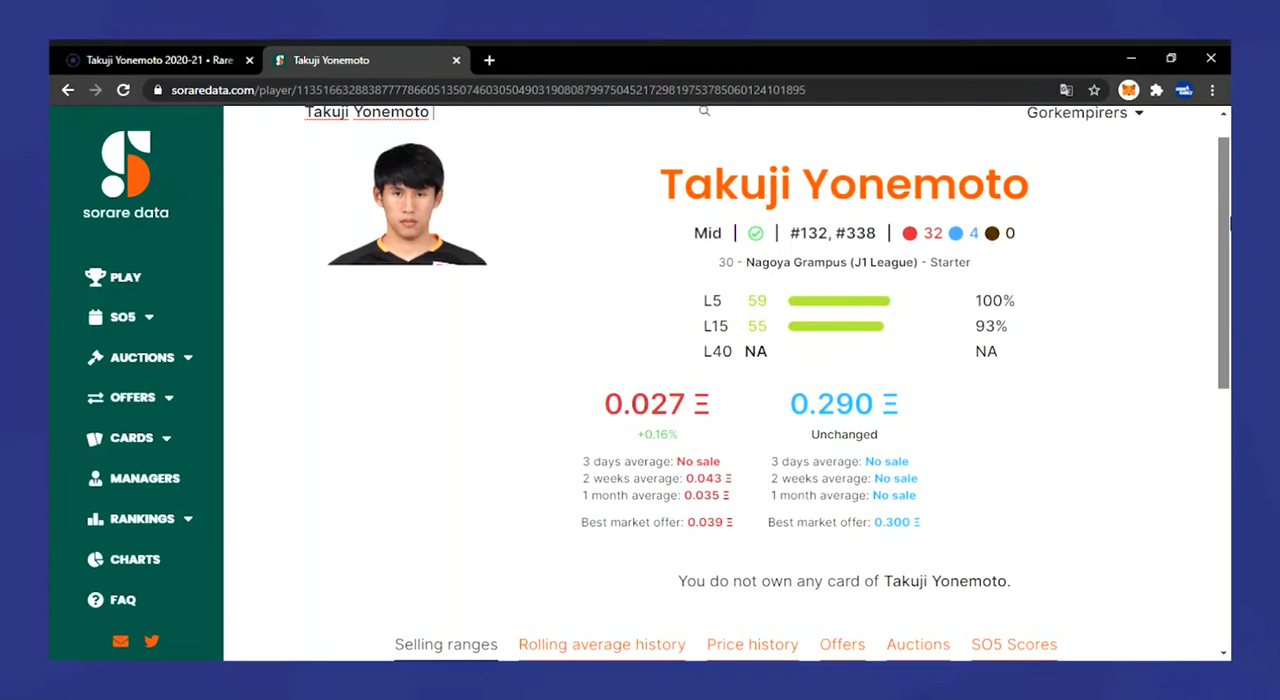 Takuji Yonemoto 2020-21 • Rare
Takuji Yonemoto
soraredata.com/player/113516632883877778660513507460305049031908087997504521729819753785060124101895
Takuji Yonemoto
Gorkempirers
sorare data
PLAY
SO5
AUCTIONS
OFFERS
CARDS
MANAGERS
RANKINGS
CHARTS
FAQ
Takuji Yonemoto
Mid | #132, #338 | 32 4 0
30 - Nagoya Grampus (J1 League) - Starter
L5 59 100%
L15 55 93%
L40 NA NA
0.027 Ξ 0.290 Ξ
+0.16% Unchanged
3 days average: No sale 3 days average: No sale
2 weeks average: 0.043 Ξ 2 weeks average: No sale
1 month average: 0.035 Ξ 1 month average: No sale
Best market offer: 0.039 Ξ Best market offer: 0.300 Ξ
You do not own any card of Takuji Yonemoto.
Selling ranges Rolling average history Price history Offers Auctions SO5 Scores